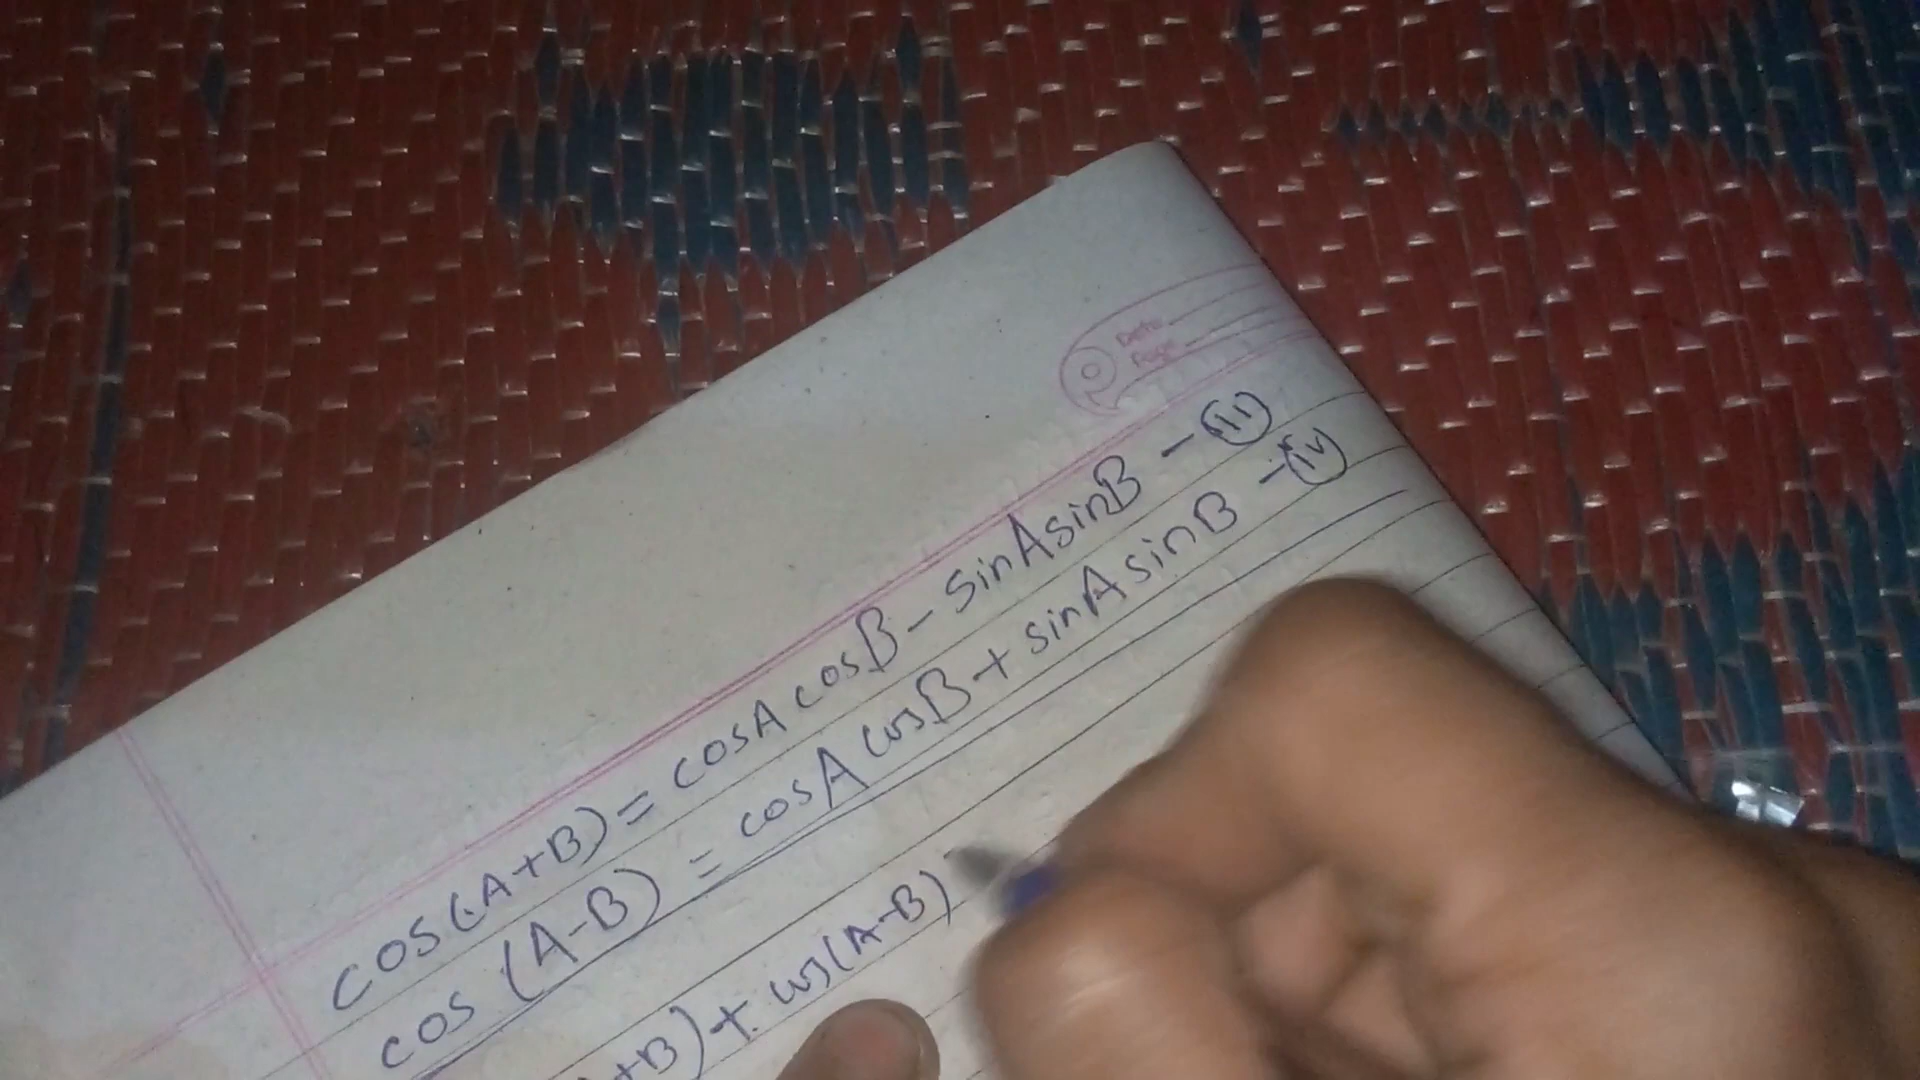 Date
Page
cos(A+B) = cosA cosB - sinA sinB - (iii)
cos (A-B) = cosA cosB + sinA sinB - (iv)
+B) + cos(A-B)